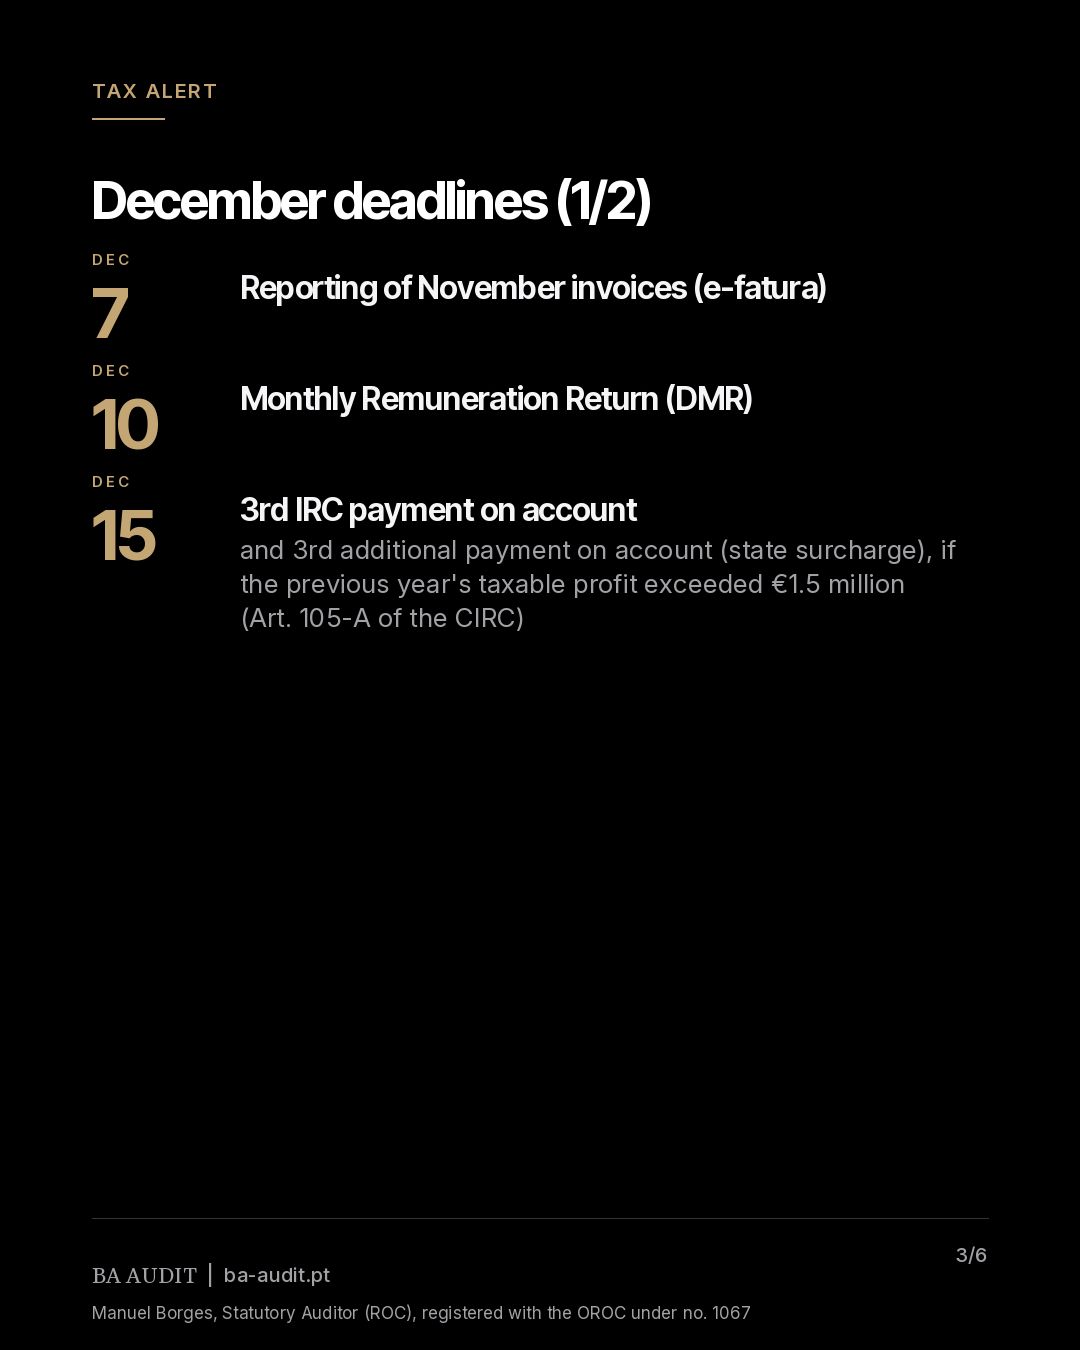 TAX ALERT
December deadlines (1/2)
DEC
7
Reporting of November invoices (e-fatura)
DEC
10
Monthly Remuneration Return (DMR)
DEC
15
3rd IRC payment on account
and 3rd additional payment on account (state surcharge), if
the previous year's taxable profit exceeded €1.5 million
(Art. 105-A of the CIRC)
3/6
BA AUDIT | ba-audit.pt
Manuel Borges, Statutory Auditor (ROC), registered with the OROC under no. 1067